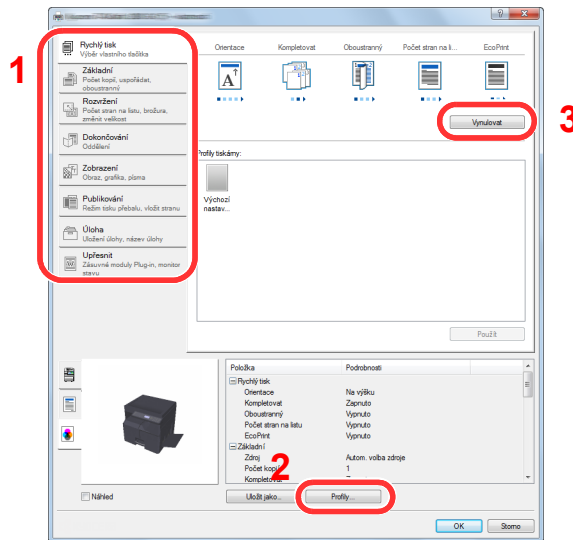 1
Rychlý tisk
Výběr vlastního tlačítka
Základní
Počet kopií, uspořádat,
oboustranný
Rozvržení
Počet stran na listu, brožura,
změnit velikost
Dokončování
Oddělení
Zobrazení
Obraz, grafika, písma
Publikování
Režim tisku přebalu, vložit stranu
Úloha
Uložení úlohy, název úlohy
Upřesnit
Zásuvné moduly Plug-in, monitor
stavu
Orientace Kompletovat Oboustranný Počet stran na li... EcoPrint
A
Vynulovat
3
Profily tiskárny:
Výchozí
nastav...
Použít
Položka Podrobnosti
Rychlý tisk
Orientace Na výšku
Kompletovat Zapnuto
Oboustranný Vypnuto
Počet stran na listu Vypnuto
EcoPrint Vypnuto
Základní
Zdroj Autom. volba zdroje
Počet kopií 1
2
Náhled
Uložit jako... Profily...
OK Storno